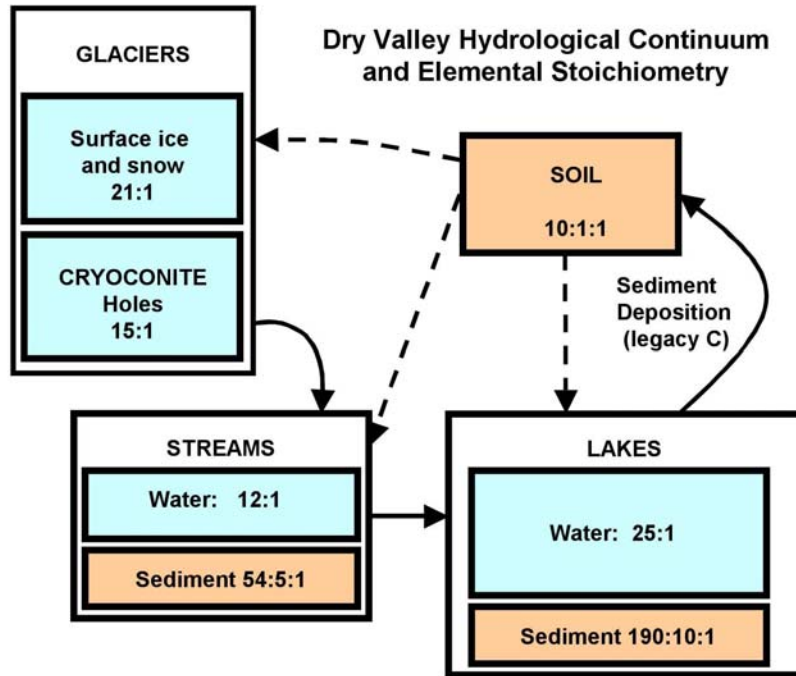 Dry Valley Hydrological Continuum
and Elemental Stoichiometry
GLACIERS
Surface ice
and snow
21:1
CRYOCONITE
Holes
15:1
SOIL
10:1:1
Sediment
Deposition
(legacy C)
STREAMS
Water: 12:1
Sediment 54:5:1
LAKES
Water: 25:1
Sediment 190:10:1